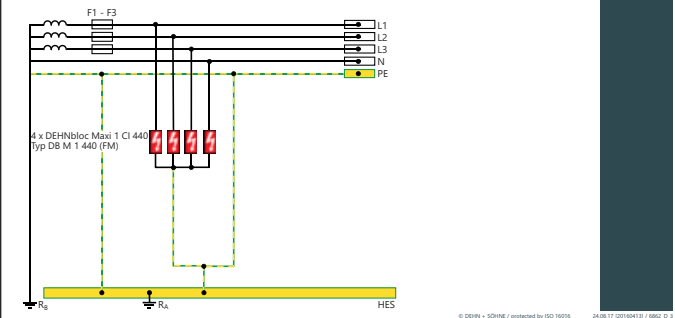 F1 - F3
L1
L2
L3
N
PE
4 x DEHNbloc Maxi 1 CI 440
Typ DB M 1 440 (FM)
RB
RA
HES
© DEHN + SÖHNE / protected by ISO 16016
24.08.17 (20160413) / 6862_D_3